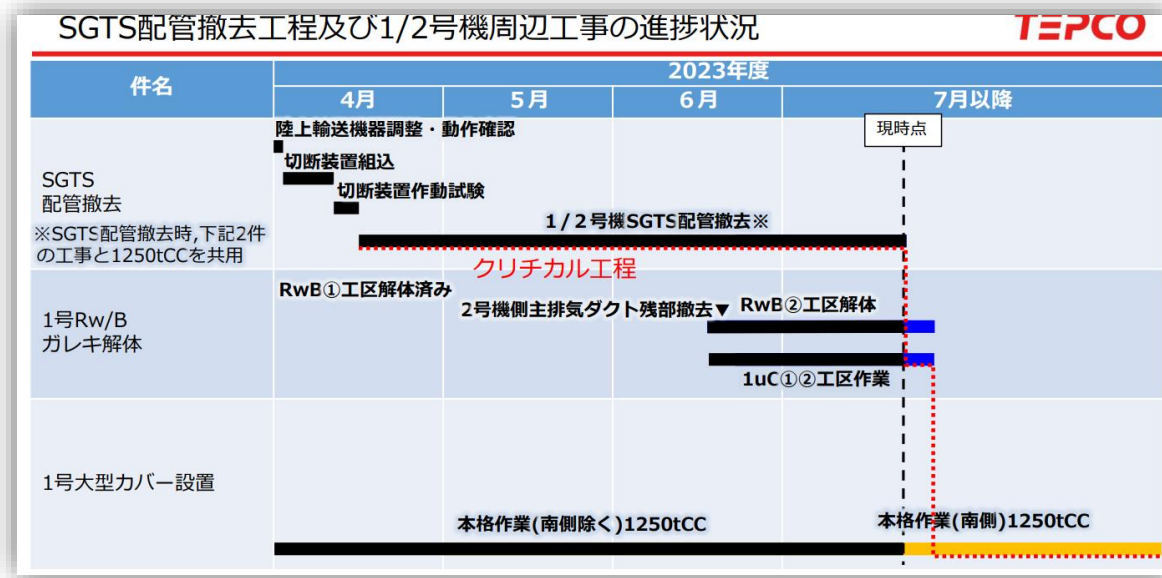 SGTS配管撤去工程及び1/2号機周辺工事の進捗状況
TEPCO
件名
2023年度
4月
5月
6月
7月以降
現時点
陸上輸送機器調整・動作確認
切断装置組込
切断装置作動試験
SGTS
配管撤去
※SGTS配管撤去時,下記2件
の工事と1250tCCを共用
1/2号機SGTS配管撤去※
クリチカル工程
1号Rw/B
ガレキ解体
RwB①工区解体済み
2号機側主排気ダクト残部撤去▼
RwB②工区解体
1uC①②工区作業
1号大型カバー設置
本格作業(南側除く)1250tCC
本格作業(南側)1250tCC